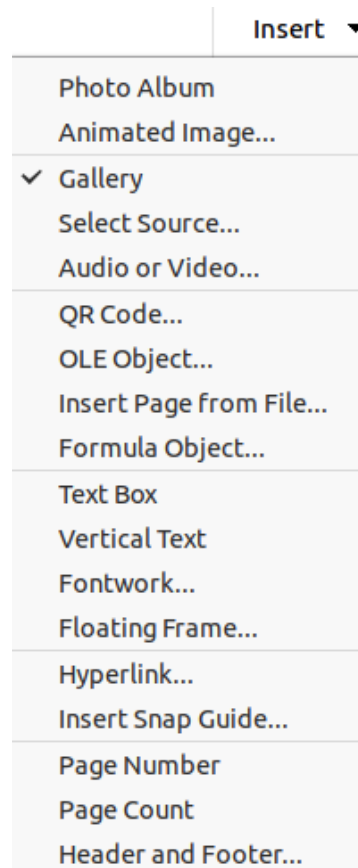 Insert
Photo Album
Animated Image...
Gallery
Select Source...
Audio or Video...
QR Code...
OLE Object...
Insert Page from File...
Formula Object...
Text Box
Vertical Text
Fontwork...
Floating Frame...
Hyperlink...
Insert Snap Guide...
Page Number
Page Count
Header and Footer...